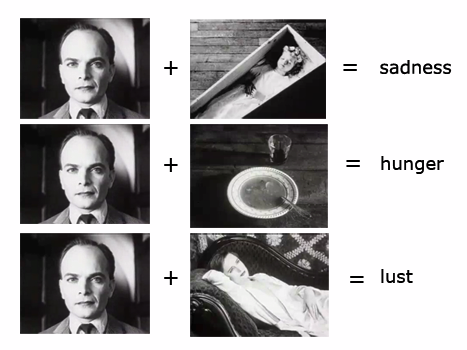 + = sadness
+ = hunger
+ = lust